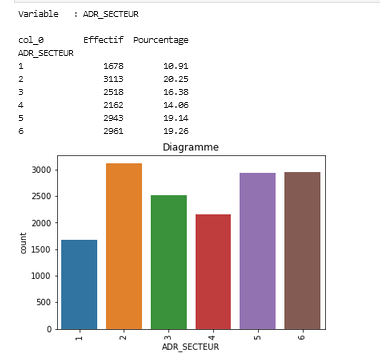 Variable : ADR_SECTEUR
col_0 Effectif Pourcentage
ADR_SECTEUR
1 1678 10.91
2 3113 20.25
3 2518 16.38
4 2162 14.06
5 2943 19.14
6 2961 19.26
Diagramme
3000
2500
2000
1500
1000
500
0
count
1 2 3 4 5 6
ADR_SECTEUR